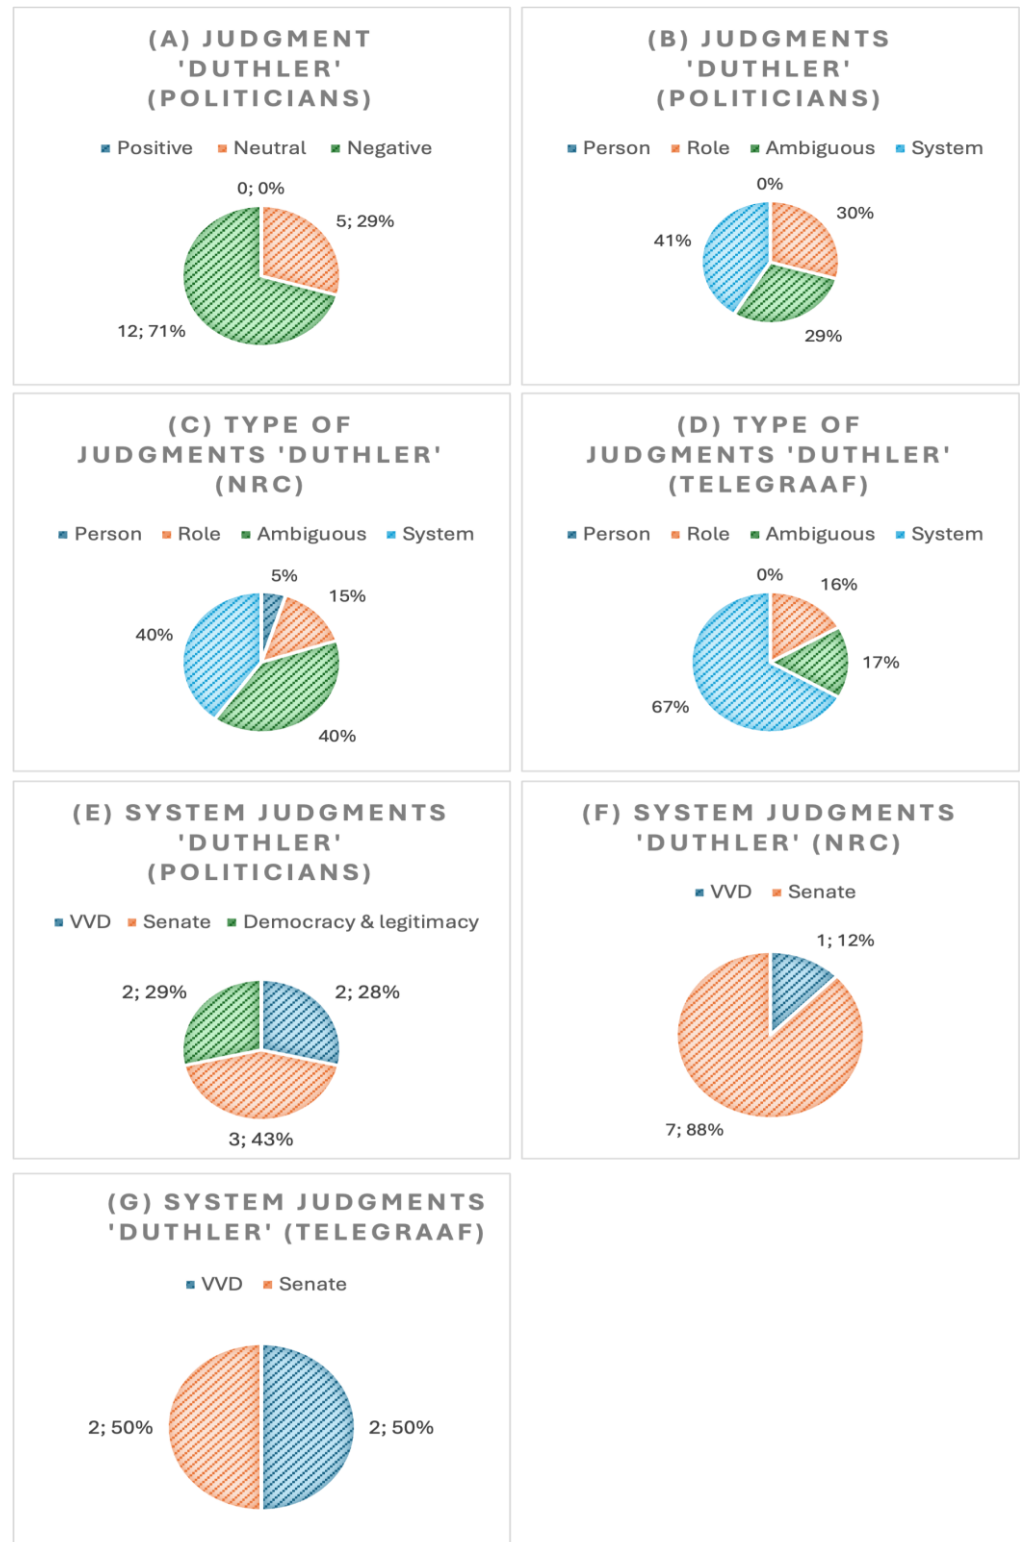 (A) JUDGMENT
'DUTHLER'
(POLITICIANS)
Positive Neutral Negative
0; 0%
5; 29%
12; 71%
(B) JUDGMENTS
'DUTHLER'
(POLITICIANS)
Person Role Ambiguous System
0%
30%
41%
29%
(C) TYPE OF
JUDGMENTS 'DUTHLER'
(NRC)
Person Role Ambiguous System
5%
15%
40%
40%
(D) TYPE OF
JUDGMENTS 'DUTHLER'
(TELEGRAAF)
Person Role Ambiguous System
0%
16%
17%
67%
(E) SYSTEM JUDGMENTS
'DUTHLER'
(POLITICIANS)
VVD Senate Democracy & legitimacy
2; 29%
2; 28%
3; 43%
(F) SYSTEM JUDGMENTS
'DUTHLER' (NRC)
VVD Senate
1; 12%
7; 88%
(G) SYSTEM JUDGMENTS
'DUTHLER' (TELEGRAAF)
VVD Senate
2; 50%
2; 50%